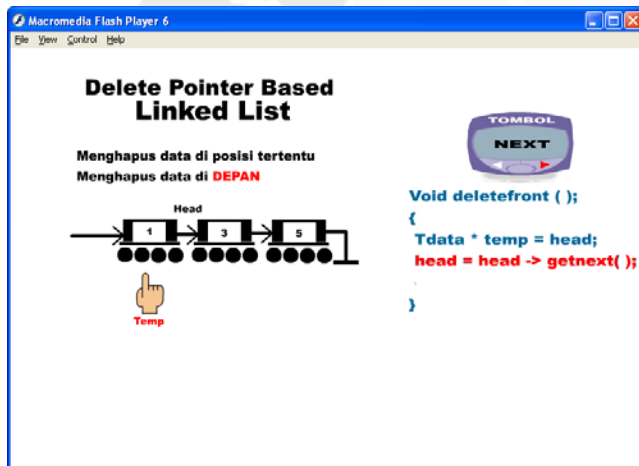 Macromedia Flash Player 6
File View Control Help
Delete Pointer Based
Linked List
Menghapus data di posisi tertentu
Menghapus data di DEPAN
Head
1 3 5
Temp
TOMBOL
NEXT
Void deletefront ( );
{
Tdata * temp = head;
head = head -> getnext( );
.
}